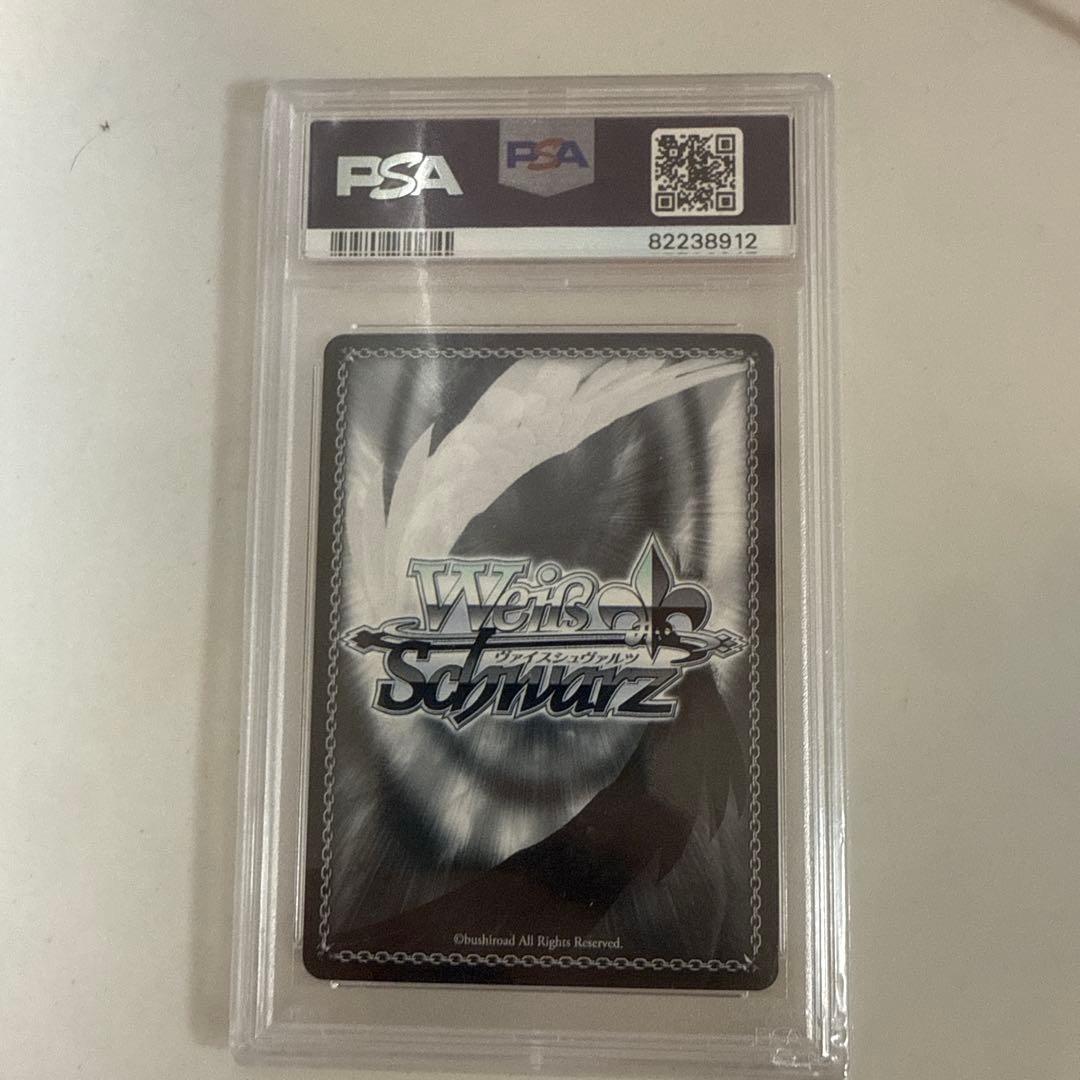 PSA
PSA
82238912
Weiß
ヴァイスシュヴァルツ
Schwarz
©bushiroad All Rights Reserved.
PSA